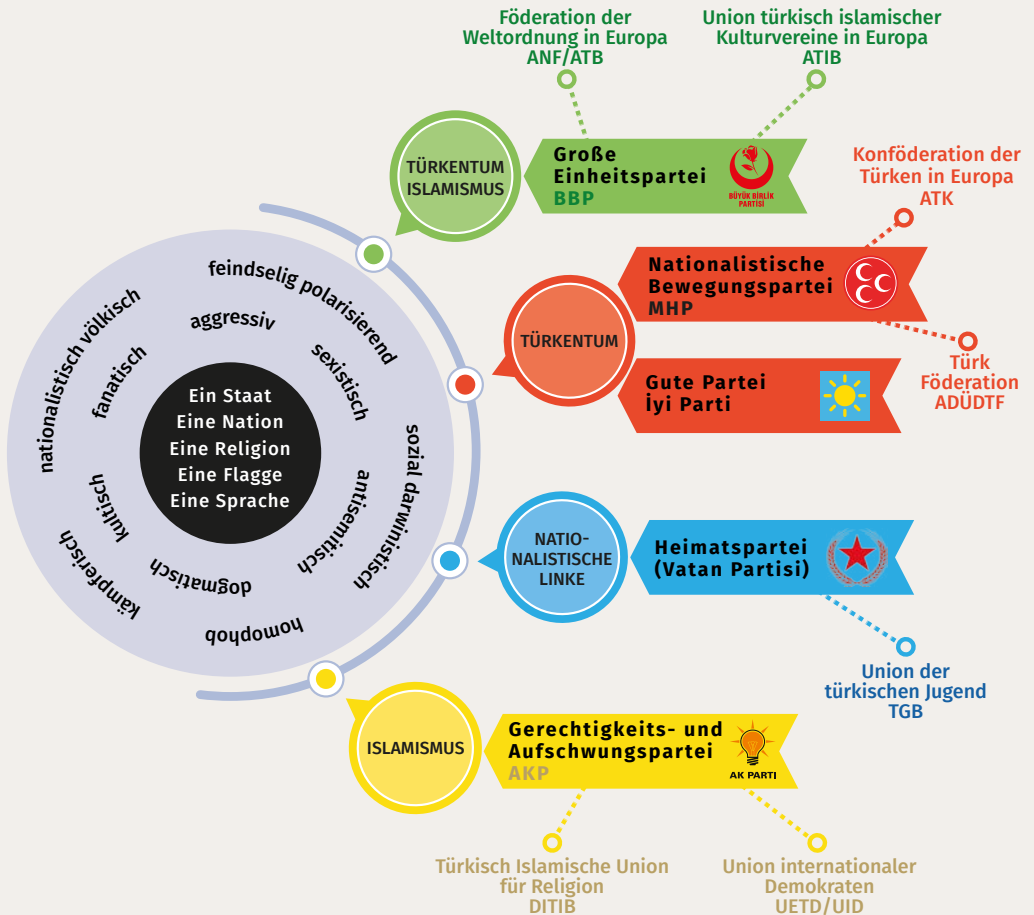 Föderation der
Weltordnung in Europa
ANF/ATB
Union türkisch islamischer
Kulturvereine in Europa
ATIB
TÜRKENTUM
ISLAMISMUS
Große
Einheitspartei
BBP
BÜYÜK BİRLİK
PARTİSİ
Konföderation der
Türken in Europa
ATK
TÜRKENTUM
Nationalistische
Bewegungspartei
MHP
Türk
Föderation
ADÜDTF
Gute Partei
İyi Parti
feindselig polarisierend
nationalistisch völkisch
aggressiv
fanatisch
sexistisch
Ein Staat
Eine Nation
Eine Religion
Eine Flagge
Eine Sprache
sozial darwinistisch
antisemitisch
kultisch
kämpferisch
dogmatisch
homophob
NATIO-
NALISTISCHE
LINKE
Heimatspartei
(Vatan Partisi)
Union der
türkischen Jugend
TGB
ISLAMISMUS
Gerechtigkeits- und
Aufschwungspartei
AKP
AK PARTI
Türkisch Islamische Union
für Religion
DITIB
Union internationaler
Demokraten
UETD/UID